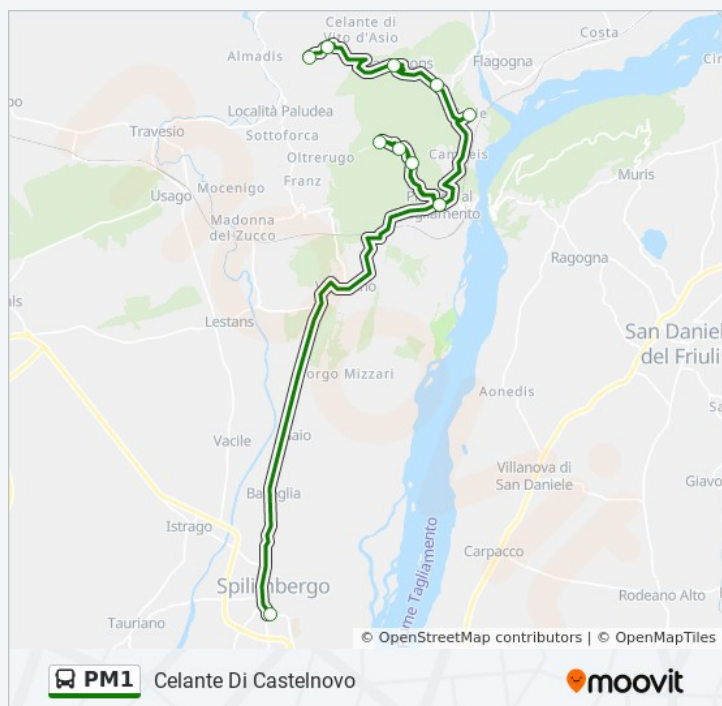 Celante di
Vito d'Asio
Costa
Almadis
Flagogna
Località Paludea
Travesio
Sottoforca
Oltrerugo
Muris
Mocenigo
Franz
Usago
Madonna
del Zucco
Ragogna
Lestans
San Daniel
del Friuli
Borgo Mizzari
Aonedis
Vacile
Villanova di
San Daniele
Giavo
Istrago
Carpacco
Spilimbergo
Tauriano
Rodeano Alto
© OpenStreetMap contributors | © OpenMapTiles
PM1 Celante Di Castelnovo
moovit